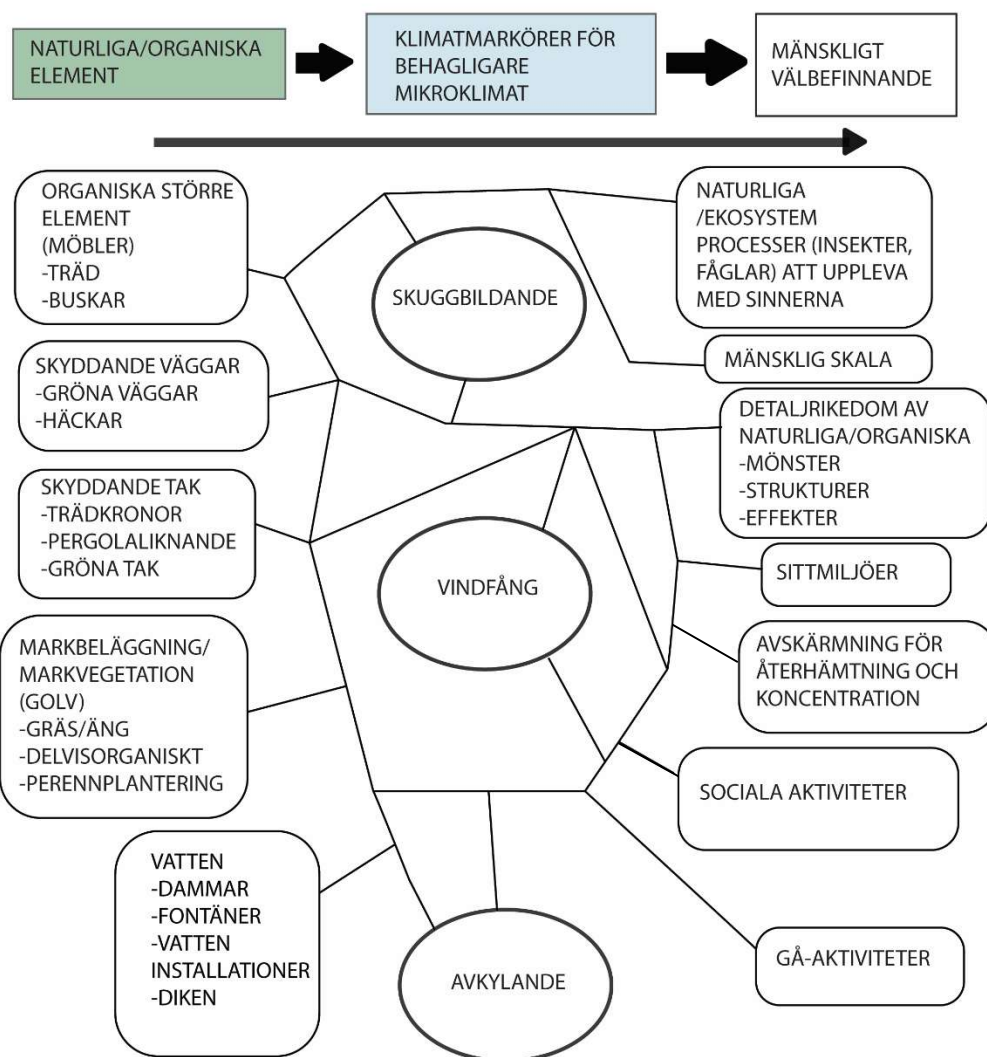 NATURLIGA/ORGANISKA
ELEMENT
KLIMATMARKÖRER FÖR
BEHAGLIGARE
MIKROKLIMAT
MÄNSKLIGT
VÄLBEFINNANDE
ORGANISKA STÖRRE
ELEMENT
(MÖBLER)
-TRÄD
-BUSKAR
SKYDDANDE VÄGGAR
-GRÖNA VÄGGAR
-HÄCKAR
SKYDDANDE TAK
-TRÄDKRONOR
-PERGOLALIKNANDE
-GRÖNA TAK
MARKBELÄGGNING/
MARKVEGETATION
(GOLV)
-GRÄS/ÄNG
-DELVISORGANISKT
-PERENNPLANTERING
VATTEN
-DAMMAR
-FONTÄNER
-VATTEN
INSTALLATIONER
-DIKEN
SKUGGBILDANDE
VINDFÅNG
AVKYLANDE
NATURLIGA
/EKOSYSTEM
PROCESSER (INSEKTER,
FÅGLAR) ATT UPPLEVA
MED SINNERNA
MÄNSKLIG SKALA
DETALJRIKEDOM AV
NATURLIGA/ORGANISKA
-MÖNSTER
-STRUKTURER
-EFFEKTER
SITTMILJÖER
AVSKÄRMNING FÖR
ÅTERHÄMTNING OCH
KONCENTRATION
SOCIALA AKTIVITETER
GÅ-AKTIVITETER